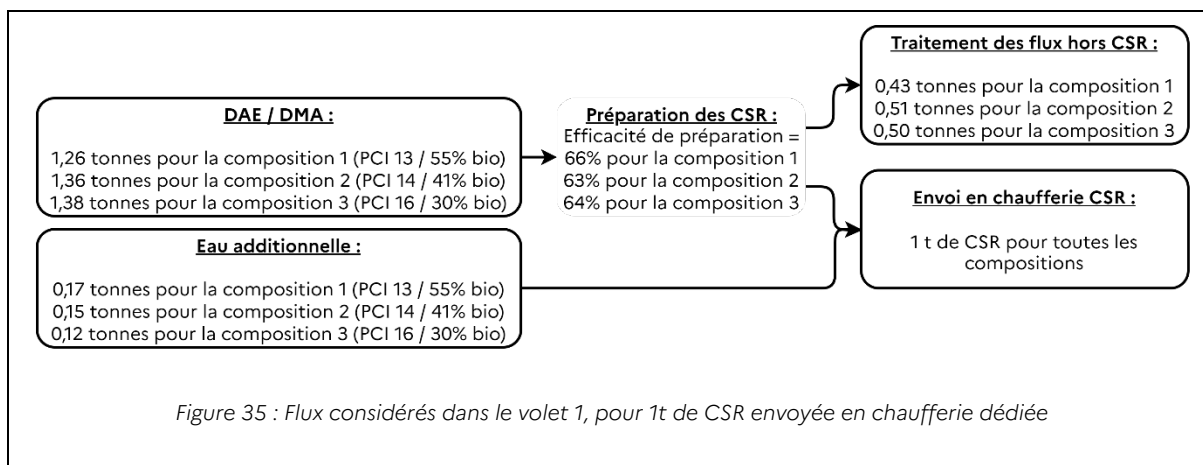 DAE / DMA :
1,26 tonnes pour la composition 1 (PCI 13 / 55% bio)
1,36 tonnes pour la composition 2 (PCI 14 / 41% bio)
1,38 tonnes pour la composition 3 (PCI 16 / 30% bio)
Eau additionnelle :
0,17 tonnes pour la composition 1 (PCI 13 / 55% bio)
0,15 tonnes pour la composition 2 (PCI 14 / 41% bio)
0,12 tonnes pour la composition 3 (PCI 16 / 30% bio)
Préparation des CSR :
Efficacité de préparation =
66% pour la composition 1
63% pour la composition 2
64% pour la composition 3
Traitement des flux hors CSR :
0,43 tonnes pour la composition 1
0,51 tonnes pour la composition 2
0,50 tonnes pour la composition 3
Envoi en chaufferie CSR :
1 t de CSR pour toutes les
compositions
Figure 35 : Flux considérés dans le volet 1, pour 1t de CSR envoyée en chaufferie dédiée